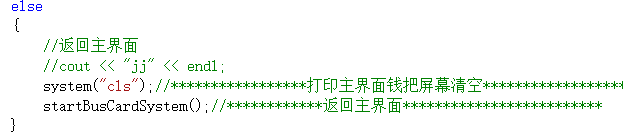 else
{
//返回主界面
//cout << "jj" << endl;
system("cls");//*****************打印主界面钱把屏幕清空******************
startBusCardSystem();//************返回主界面*************************
}